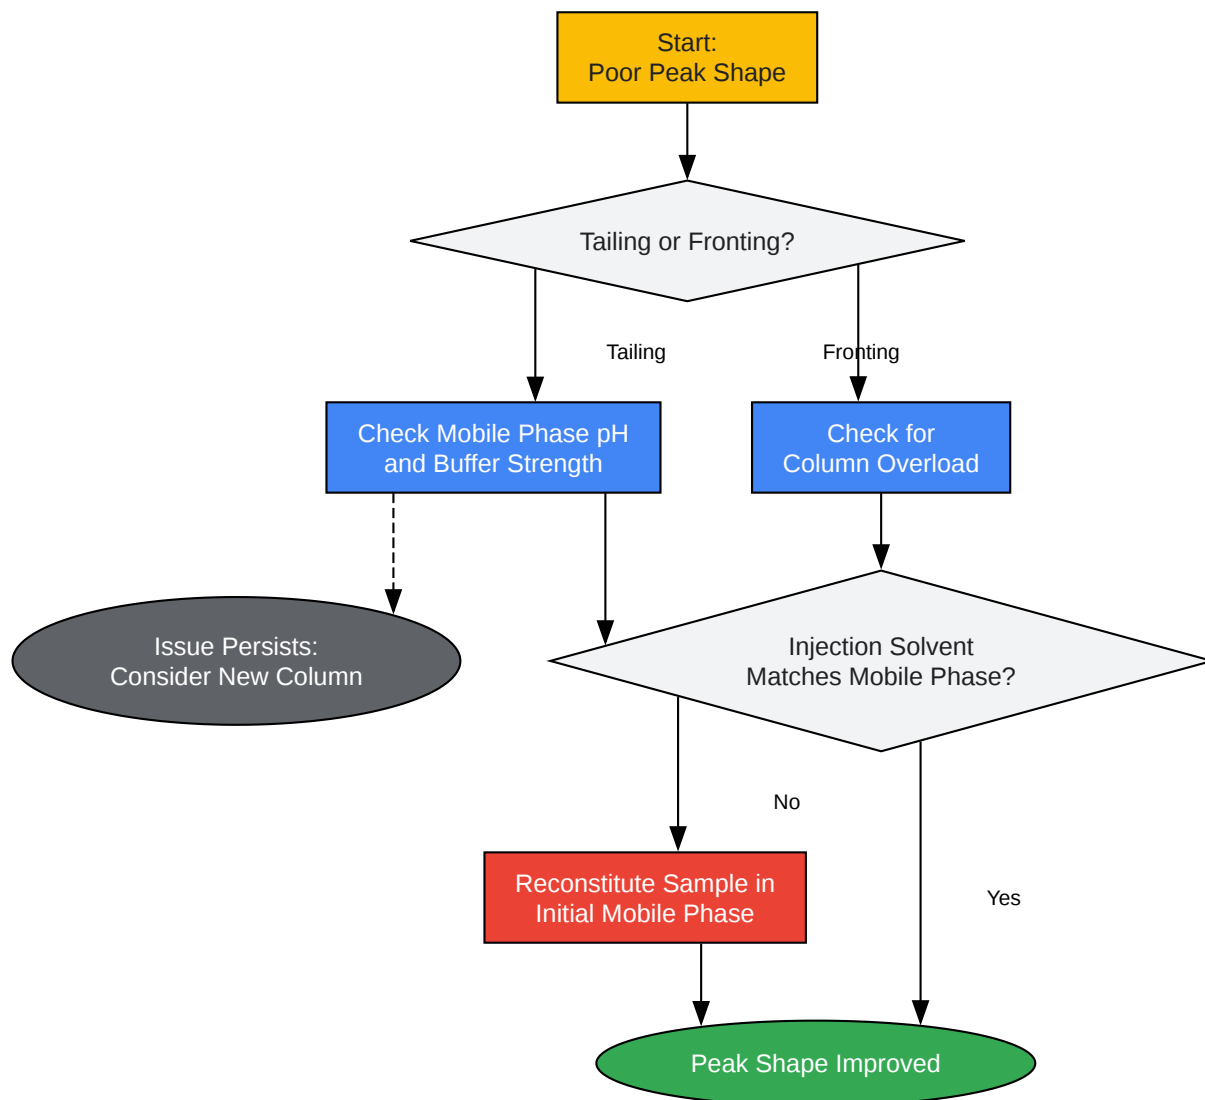 Start:
Poor Peak Shape
Tailing or Fronting?
Tailing
Fronting
Check Mobile Phase pH
and Buffer Strength
Check for
Column Overload
Issue Persists:
Consider New Column
Injection Solvent
Matches Mobile Phase?
No
Yes
Reconstitute Sample in
Initial Mobile Phase
Peak Shape Improved